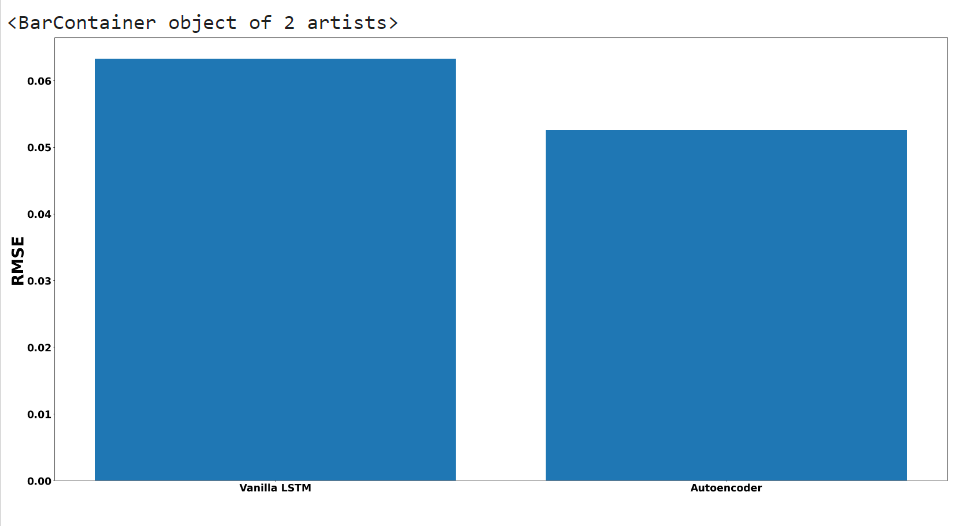 <BarContainer object of 2 artists>
RMSE
0.06
0.05
0.04
0.03
0.02
0.01
0.00
Vanilla LSTM
Autoencoder